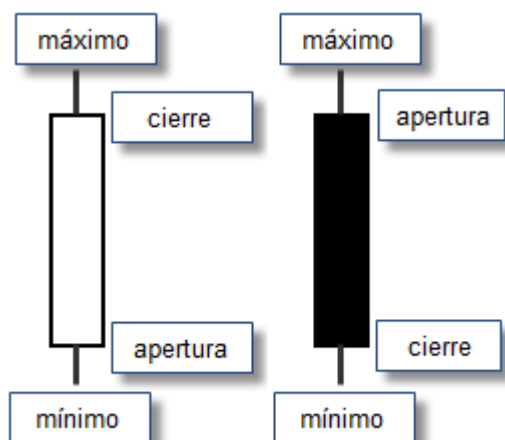 máximo
cierre
apertura
mínimo
máximo
apertura
cierre
mínimo